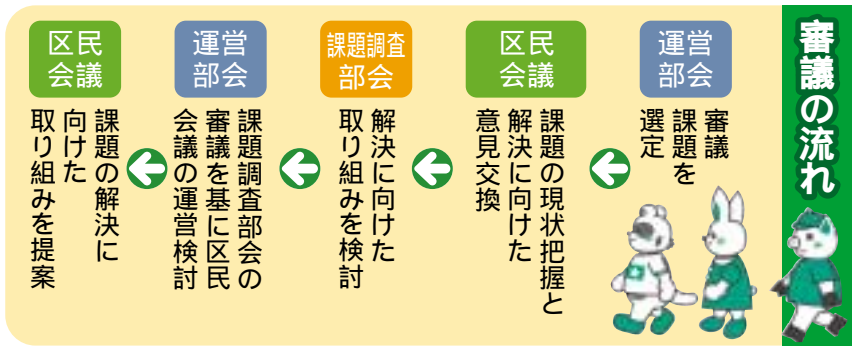 審議の流れ
運営
部会
審議
課題を
選定
区民
会議
課題の現状把握と
解決に向けた
意見交換
課題調査
部会
解決に向けた
取り組みを検討
運営
部会
課題調査部会の
審議を基に区民
会議の運営検討
区民
会議
課題の解決に
向けた
取り組みを提案